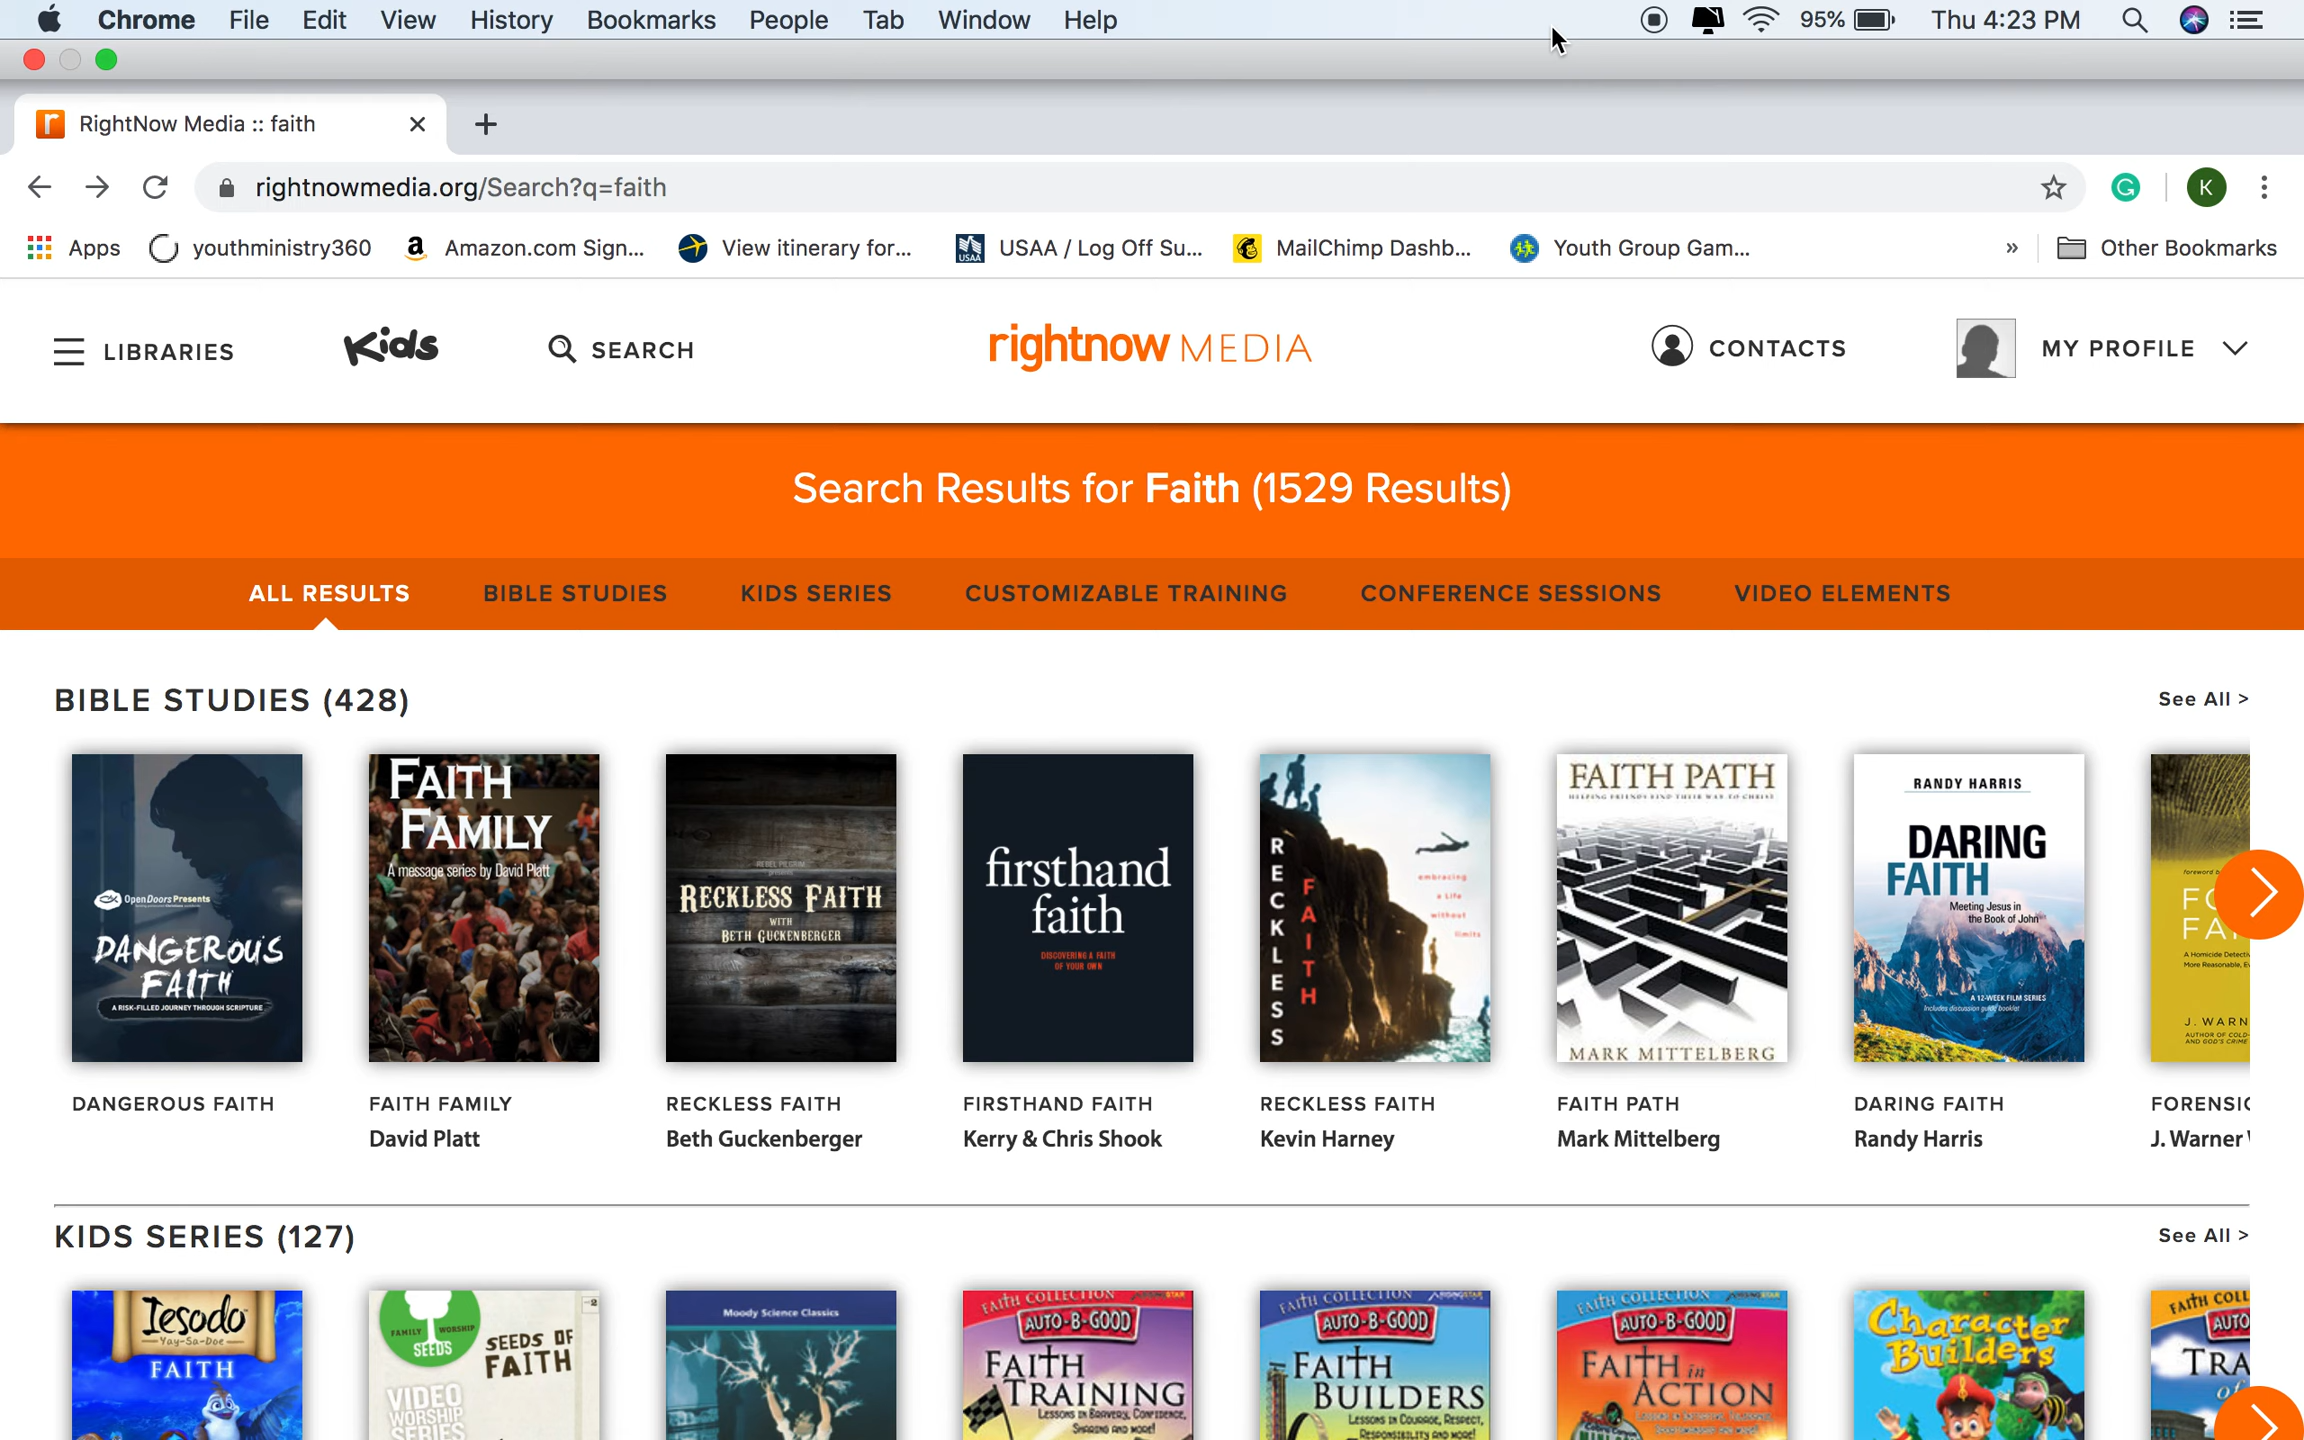 Chrome File Edit View History Bookmarks People Tab Window Help 95% Thu 4:23 PM
RightNow Media :: faith
rightnowmedia.org/Search?q=faith K
Apps youthministry360 Amazon.com Sign... View itinerary for... USAA / Log Off Su... MailChimp Dashb... Youth Group Gam... » Other Bookmarks
LIBRARIES Kids SEARCH rightnow MEDIA CONTACTS MY PROFILE
Search Results for Faith (1529 Results)
ALL RESULTS BIBLE STUDIES KIDS SERIES CUSTOMIZABLE TRAINING CONFERENCE SESSIONS VIDEO ELEMENTS
BIBLE STUDIES (428) See All >
OpenDoors Presents
DANGEROUS
FAITH
A RISK-FILLED JOURNEY THROUGH SCRIPTURE
FAITH
FAMILY
A message series by David Platt
RECKLESS FAITH
WITH
BETH GUCKENBERGER
firsthand
faith
DISCOVERING A FAITH
OF YOUR OWN
RECKLESS
FAITH
embracing
a Life
without
limits
FAITH PATH
HELPING FRIENDS FIND THEIR WAY TO CHRIST
MARK MITTELBERG
RANDY HARRIS
DARING
FAITH
Meeting Jesus in
the Book of John
A 12-WEEK FILM SERIES
Includes discussion guide booklet
foreword b
FO
FA
A Homicide Detectiv
More Reasonable, Ev
J. WARN
AUTHOR OF COLD-
AND GOD'S CRIME
DANGEROUS FAITH FAITH FAMILY RECKLESS FAITH FIRSTHAND FAITH RECKLESS FAITH FAITH PATH DARING FAITH FORENSIC
David Platt Beth Guckenberger Kerry & Chris Shook Kevin Harney Mark Mittelberg Randy Harris J. Warner
KIDS SERIES (127) See All >
Iesodo
Yay-Sa-Doe
FAITH
FAMILY WORSHIP
SEEDS
SEEDS OF
FAITH
VIDEO
WORSHIP
SERIES
Moody Science Classics
FAITH COLLECTION
AUTO-B-GOOD
FAITH
TRAINING
LESSONS IN BRAVERY, CONFIDENCE,
SHARING AND MORE!
FAITH COLLECTION
AUTO-B-GOOD
FAITH
BUILDERS
LESSONS IN COURAGE, RESPECT,
RESPONSIBILITY AND MORE!
FAITH COLLECTION
AUTO-B-GOOD
FAITH in
ACTION
Character
Builders
FAITH COLL
AUTO
TRA
of